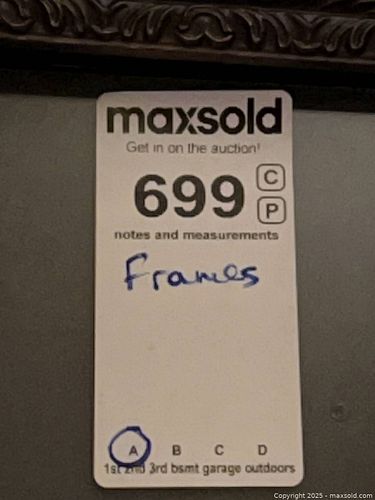 maxsold
Get in on the auction!
699 C
P
notes and measurements
Frames
A B C D
1st 2nd 3rd bsmt garage outdoors
Copyright 2025 - maxsold.com